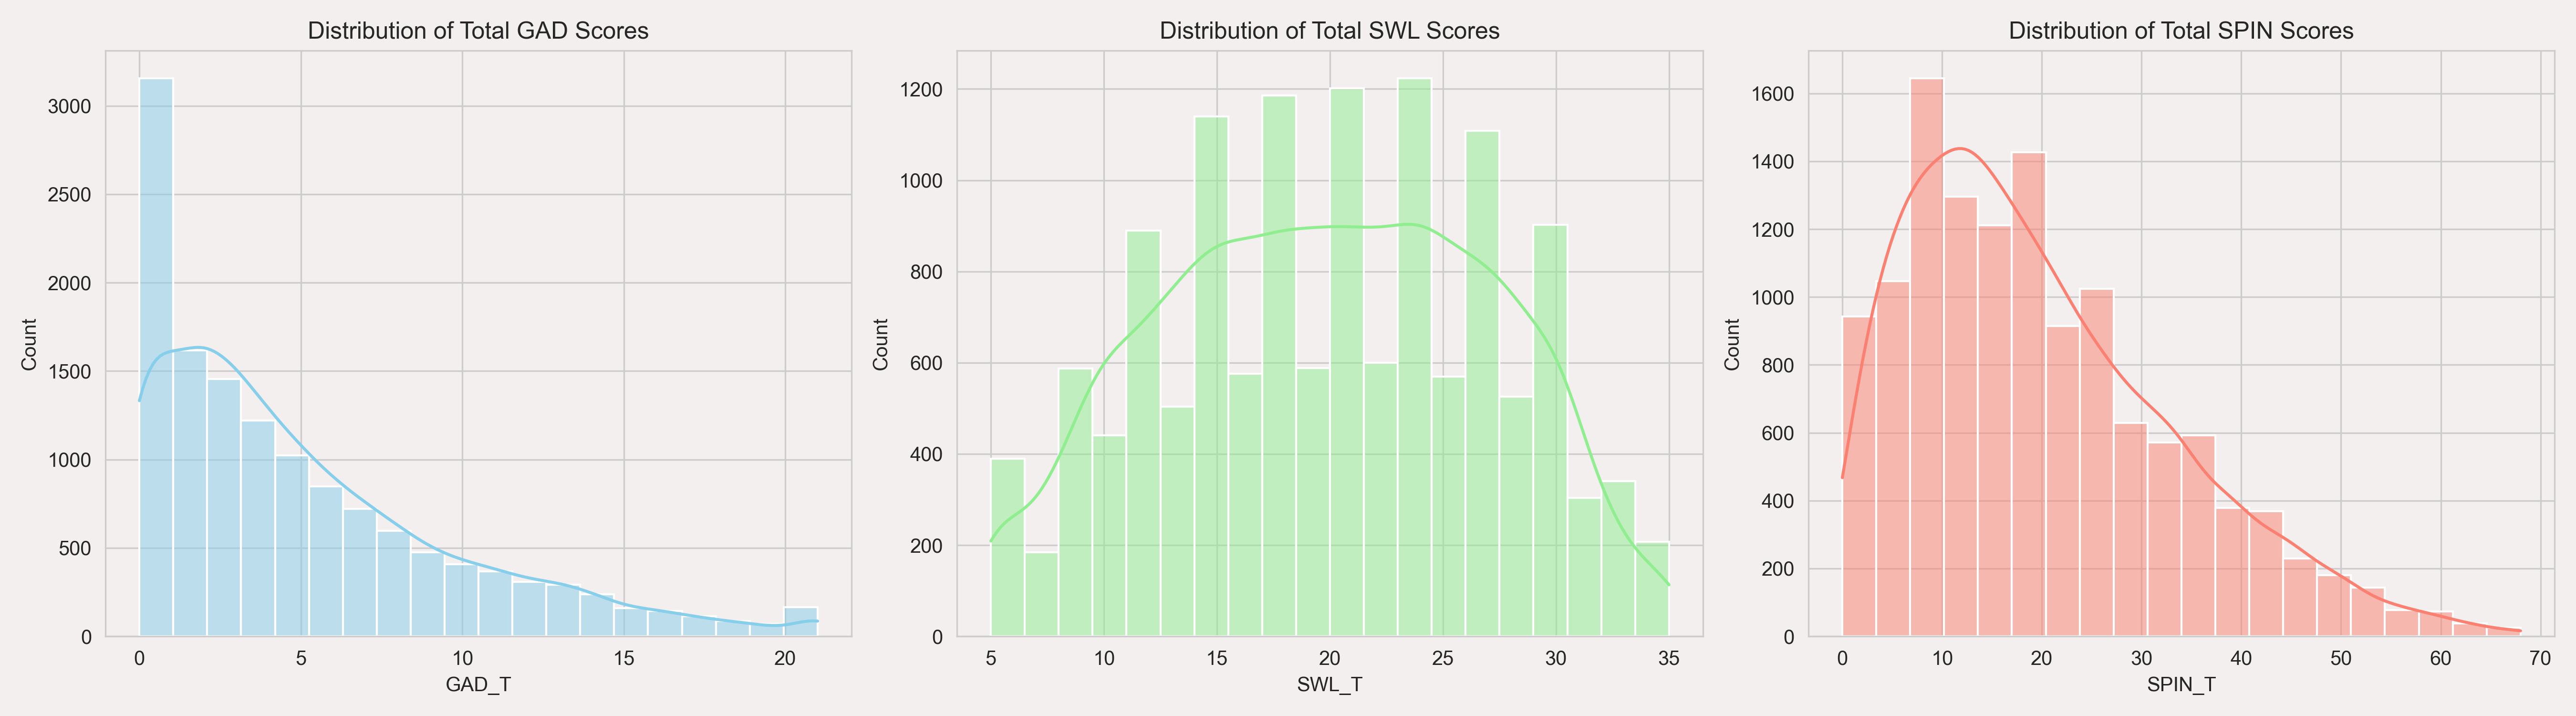 Distribution of Total GAD Scores
3000
2500
2000
1500
1000
500
0
Count
0 5 10 15 20
GAD_T
Distribution of Total SWL Scores
1200
1000
800
600
400
200
0
Count
5 10 15 20 25 30 35
SWL_T
Distribution of Total SPIN Scores
1600
1400
1200
1000
800
600
400
200
0
Count
0 10 20 30 40 50 60 70
SPIN_T